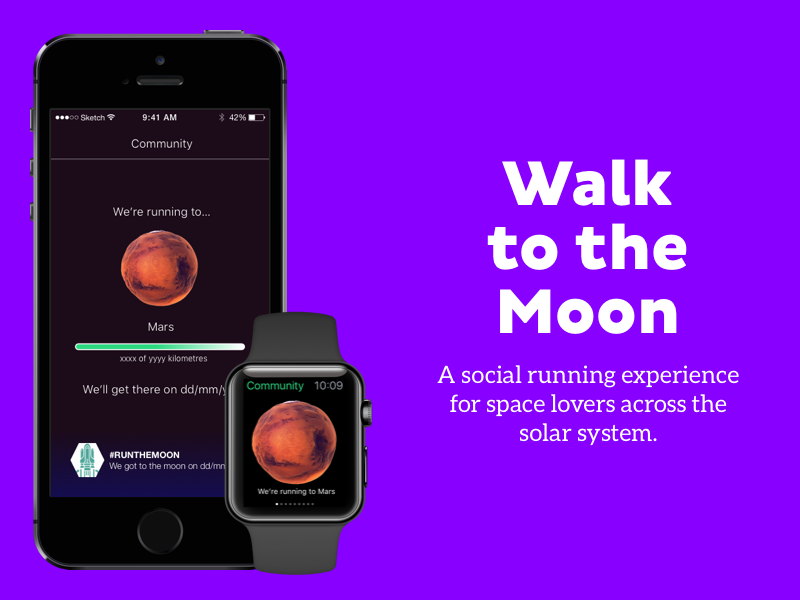 Sketch 9:41 AM 42%
Community
We're running to...
Mars
xxxx of yyyy kilometres
We'll get there on dd/mm/y
#RUNTHEMOON
We got to the moon on dd/mm
Community 10:09
We're running to Mars
Walk
to the
Moon
A social running experience
for space lovers across the
solar system.